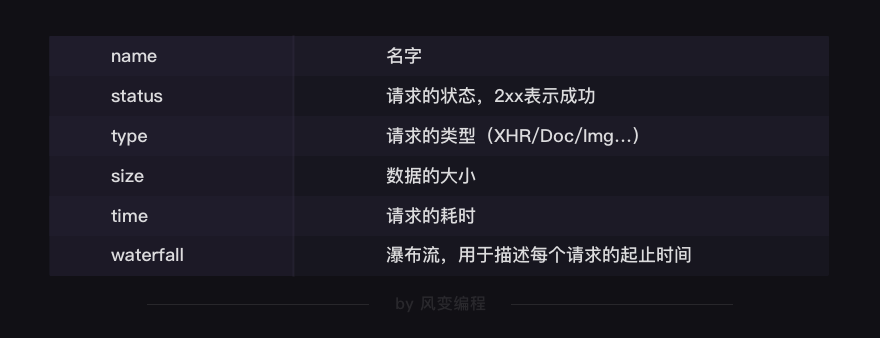 name 名字
status 请求的状态，2xx表示成功
type 请求的类型（XHR/Doc/Img...）
size 数据的大小
time 请求的耗时
waterfall 瀑布流，用于描述每个请求的起止时间
by 风变编程